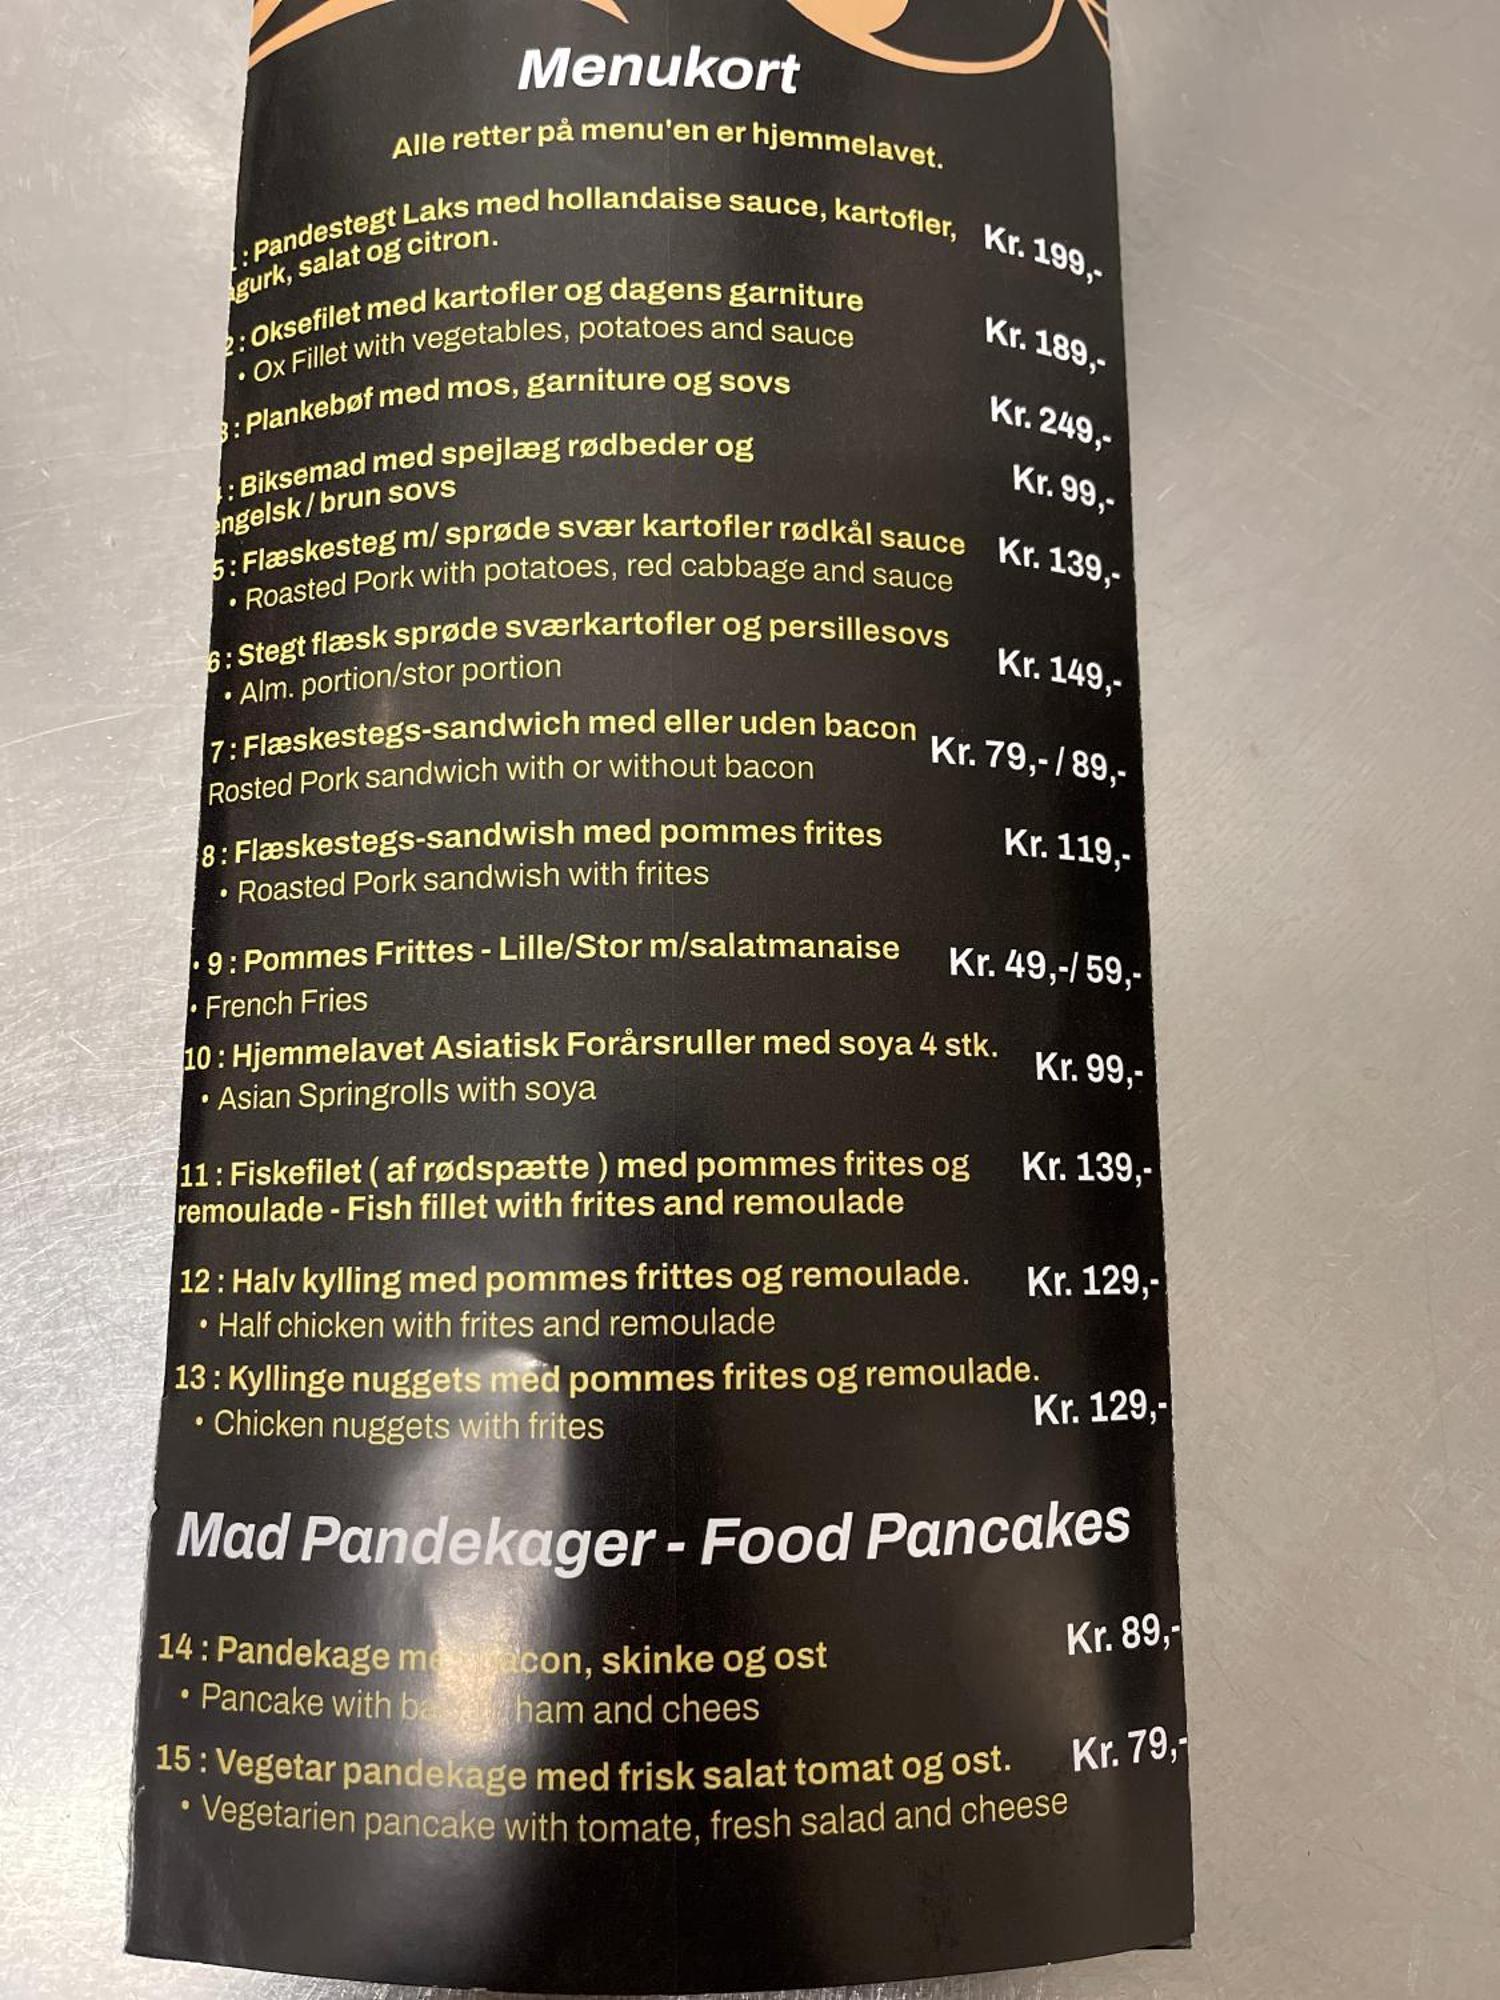 Menukort
Alle retter på menu'en er hjemmelavet.
: Pandestegt Laks med hollandaise sauce, kartofler,
Kr. 199,-
agurk, salat og citron.
2 : Oksefilet med kartofler og dagens garniture
• Ox Fillet with vegetables, potatoes and sauce
Kr. 189,-
3 : Plankebøf med mos, garniture og sovs
Kr. 249,-
: Biksemad med spejlæg rødbeder og
Kr. 99,-
engelsk / brun sovs
5 : Flæskesteg m/ sprøde svær kartofler rødkål sauce
Kr. 139,-
• Roasted Pork with potatoes, red cabbage and sauce
6 : Stegt flæsk sprøde sværkartofler og persillesovs
Kr. 149,-
• Alm. portion/stor portion
7 : Flæskestegs-sandwich med eller uden bacon
Kr. 79,- / 89,-
Rosted Pork sandwich with or without bacon
8 : Flæskestegs-sandwish med pommes frites
Kr. 119,-
• Roasted Pork sandwish with frites
• 9 : Pommes Frittes - Lille/Stor m/salatmanaise
Kr. 49,-/ 59,-
• French Fries
10 : Hjemmelavet Asiatisk Forårsruller med soya 4 stk.
Kr. 99,-
• Asian Springrolls with soya
11 : Fiskefilet ( af rødspætte ) med pommes frites og
Kr. 139,-
remoulade - Fish fillet with frites and remoulade
12 : Halv kylling med pommes frittes og remoulade.
Kr. 129,-
• Half chicken with frites and remoulade
13 : Kyllinge nuggets med pommes frites og remoulade.
Kr. 129,-
• Chicken nuggets with frites
Mad Pandekager - Food Pancakes
14 : Pandekage med bacon, skinke og ost
Kr. 89,-
• Pancake with ham and chees
15 : Vegetar pandekage med frisk salat tomat og ost.
Kr. 79,-
• Vegetarien pancake with tomate, fresh salad and cheese